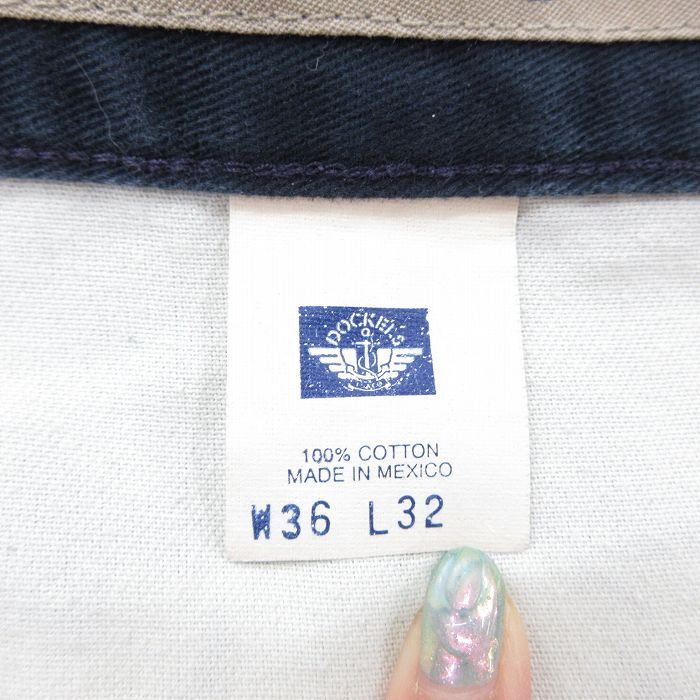 DOCKERS
100% COTTON
MADE IN MEXICO
W36 L32